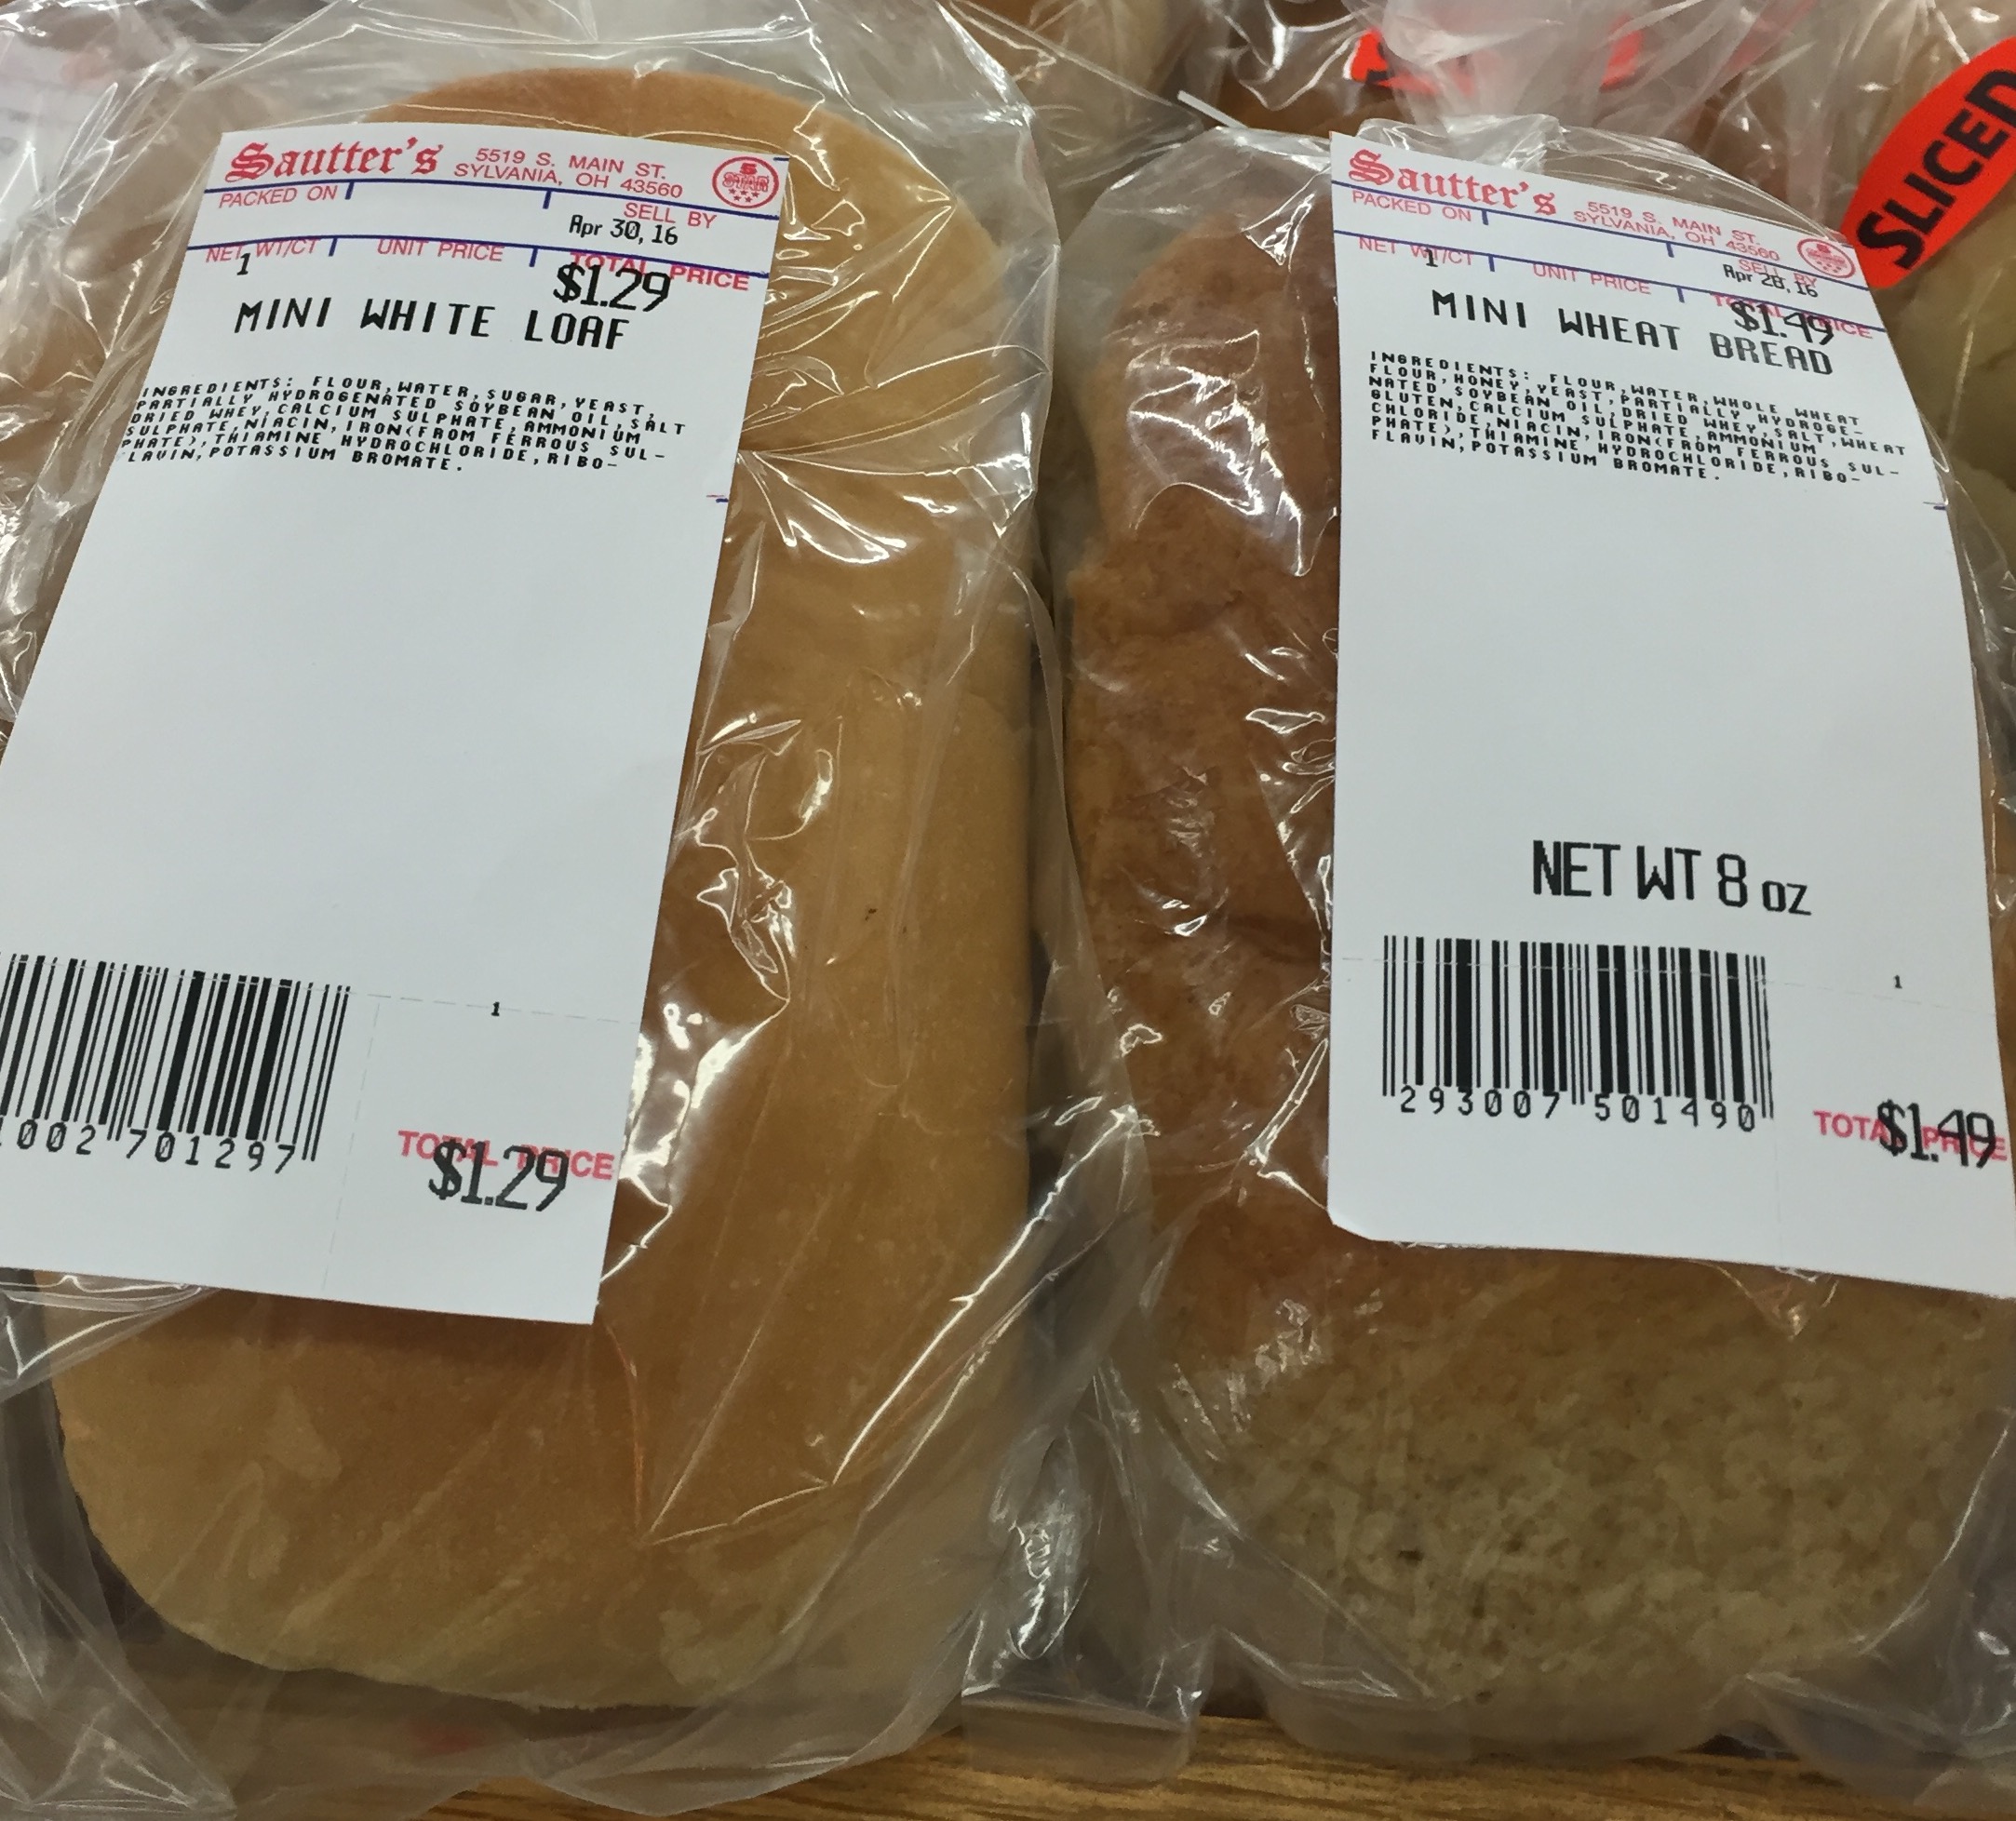 Sautter's
5519 S. MAIN ST.
SYLVANIA, OH 43560
5
STAR
PACKED ON
SELL BY
Apr 30, 16
NET WT/CT
UNIT PRICE
TOTAL PRICE
1
$1.29
MINI WHITE LOAF
INGREDIENTS: FLOUR,WATER,SUGAR,YEAST,
PARTIALLY HYDROGENATED SOYBEAN OIL,SALT
DRIED WHEY,CALCIUM SULPHATE,AMMONIUM
SULPHATE,NIACIN,IRON(FROM FERROUS SUL-
PHATE),THIAMINE HYDROCHLORIDE,RIBO-
LAVIN,POTASSIUM BROMATE.
1
002 701297
TOTAL PRICE
$1.29
Sautter's
5519 S. MAIN ST.
SYLVANIA, OH 43560
PACKED ON
SELL BY
Apr 28, 16
NET WT/CT
UNIT PRICE
TOTAL PRICE
1
$1.49
MINI WHEAT BREAD
INGREDIENTS: FLOUR,WATER,WHOLE WHEAT
FLOUR,HONEY,YEAST,PARTIALLY HYDROGE-
NATED SOYBEAN OIL,DRIED WHEY,SALT,WHEAT
GLUTEN,CALCIUM SULPHATE,AMMONIUM
CHLORIDE,NIACIN,IRON(FROM FERROUS SUL-
PHATE),THIAMINE HYDROCHLORIDE,RIBO-
FLAVIN,POTASSIUM BROMATE.
NET WT 8 oz
1
293007 501490
TOTAL PRICE
$1.49
SLICED